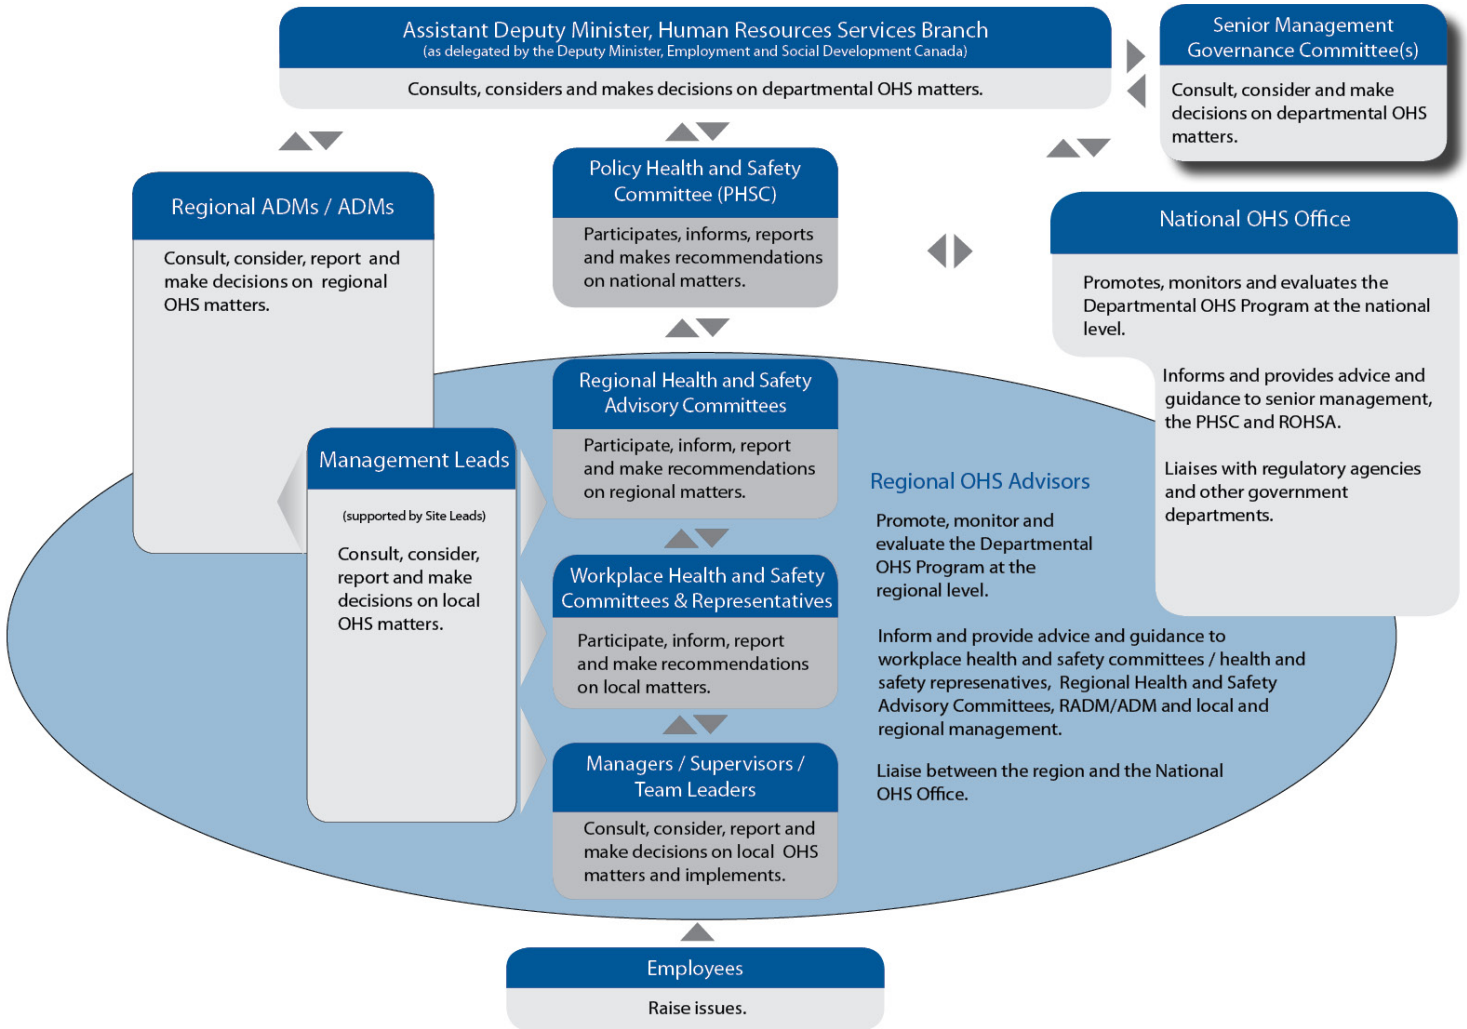 Assistant Deputy Minister, Human Resources Services Branch
(as delegated by the Deputy Minister, Employment and Social Development Canada)
Consults, considers and makes decisions on departmental OHS matters.
Senior Management
Governance Committee(s)
Consult, consider and make
decisions on departmental OHS
matters.
Regional ADMs / ADMs
Consult, consider, report and
make decisions on regional
OHS matters.
Policy Health and Safety
Committee (PHSC)
Participates, informs, reports
and makes recommendations
on national matters.
National OHS Office
Promotes, monitors and evaluates the
Departmental OHS Program at the national
level.
Informs and provides advice and
guidance to senior management,
the PHSC and ROHSA.
Liaises with regulatory agencies
and other government
departments.
Regional Health and Safety
Advisory Committees
Participate, inform, report
and make recommendations
on regional matters.
Management Leads
(supported by Site Leads)
Consult, consider,
report and make
decisions on local
OHS matters.
Regional OHS Advisors
Promote, monitor and
evaluate the Departmental
OHS Program at the
regional level.
Inform and provide advice and guidance to
workplace health and safety committees / health and
safety represenatives, Regional Health and Safety
Advisory Committees, RADM/ADM and local and
regional management.
Liaise between the region and the National
OHS Office.
Workplace Health and Safety
Committees & Representatives
Participate, inform, report
and make recommendations
on local matters.
Managers / Supervisors /
Team Leaders
Consult, consider, report and
make decisions on local OHS
matters and implements.
Employees
Raise issues.